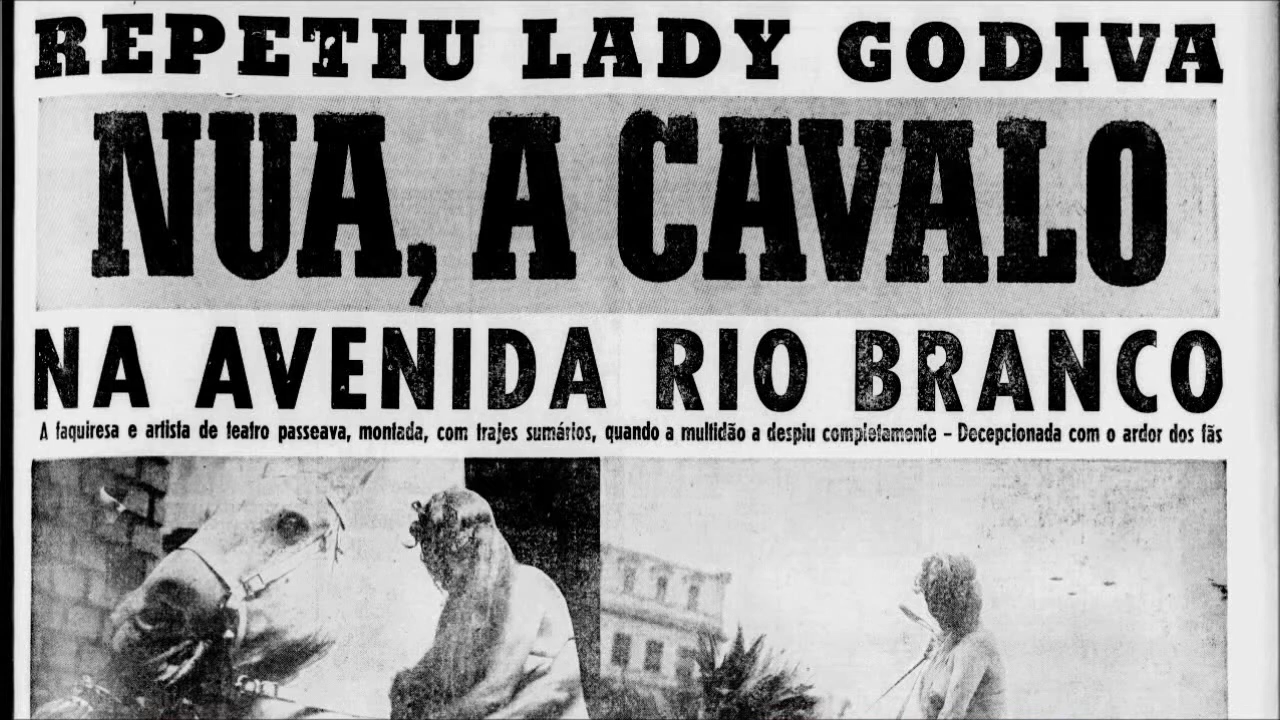 REPETIU LADY GODIVA
NUA, A CAVALO
NA AVENIDA RIO BRANCO
A faquiresa e artista de teatro passeava, montada, com trajes sumários, quando a multidão a despiu completamente – Decepcionada com o ardor dos fãs